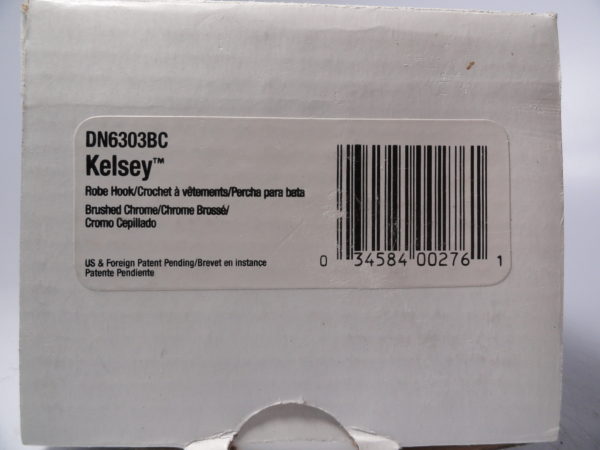 DN6303BC
Kelsey™
Robe Hook/Crochet à vêtements/Percha para bata
Brushed Chrome/Chrome Brossé/
Cromo Cepillado
US & Foreign Patent Pending/Brevet en instance
Patente Pendiente
0 34584 00276 1